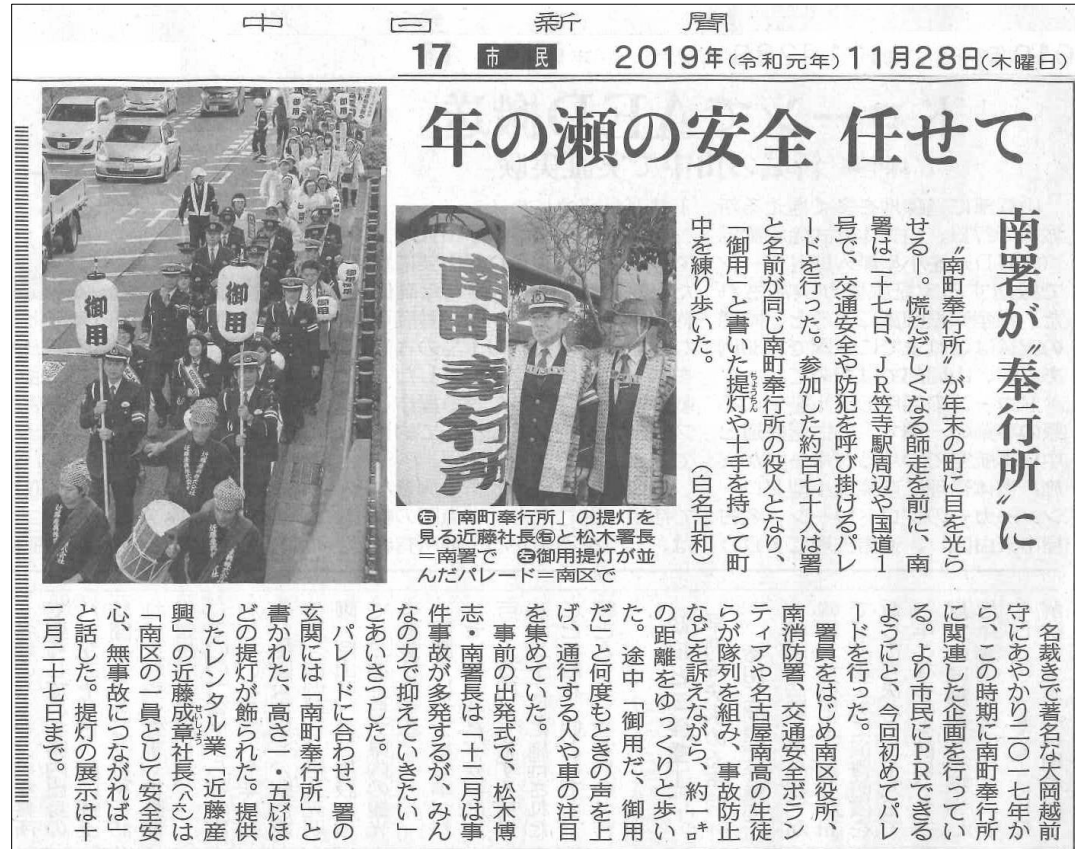 中日新聞
17 市民 2019年(令和元年)11月28日(木曜日)
年の瀬の安全 任せて
南署が〝奉行所〟に
〝南町奉行所〟が年末の町に目を光ら
せる－。慌ただしくなる師走を前に、南
署は二十七日、JR笠寺駅周辺や国道1
号で、交通安全や防犯を呼び掛けるパレ
ードを行った。参加した約百七十人は署
と名前が同じ南町奉行所の役人となり、
「御用」と書いた提灯や十手を持って町
中を練り歩いた。
ちょうちん
(白名正和)
御用
御用
南町奉行所
㊨「南町奉行所」の提灯を
見る近藤社長㊨と松木署長
＝南署で ㊧御用提灯が並
んだパレード＝南区で
名裁きで著名な大岡越前
守にあやかり二〇一七年か
ら、この時期に南町奉行所
に関連した企画を行ってい
る。より市民にPRできる
ようにと、今回初めてパレ
ードを行った。
署員をはじめ南区役所、
南消防署、交通安全ボラン
ティアや名古屋南高の生徒
らが隊列を組み、事故防止
などを訴えながら、約一㌔
の距離をゆっくりと歩い
た。途中「御用だ、御用
だ」と何度もときの声を上
げ、通行する人や車の注目
を集めていた。
事前の出発式で、松木博
志・南署長は「十二月は事
件事故が多発するが、みん
なの力で抑えていきたい」
とあいさつした。
パレードに合わせ、署の
玄関には「南町奉行所」と
書かれた、高さ一・五㍍ほ
どの提灯が飾られた。提供
したレンタル業「近藤産
興」の近藤成章社長(へへ)は
せいしょう
「南区の一員として安全安
心、無事故につながれば」
と話した。提灯の展示は十
二月二十七日まで。